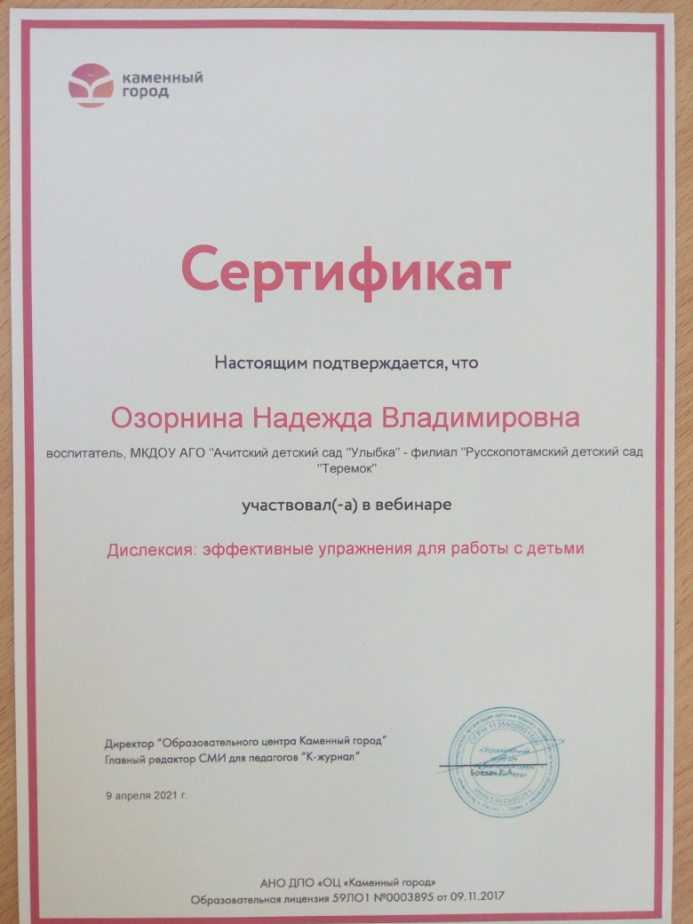 каменный
город
Сертификат
Настоящим подтверждается, что
Озорнина Надежда Владимировна
воспитатель, МКДОУ АГО "Ачитский детский сад "Улыбка" - филиал "Русскопотамский детский сад
"Теремок"
участвовал(-а) в вебинаре
Дислексия: эффективные упражнения для работы с детьми
Директор "Образовательного центра Каменный город"
Главный редактор СМИ для педагогов "К-журнал"
9 апреля 2021 г.
АНО ДПО «ОЦ «Каменный город»
Образовательная лицензия 59ЛО1 №0003895 от 09.11.2017